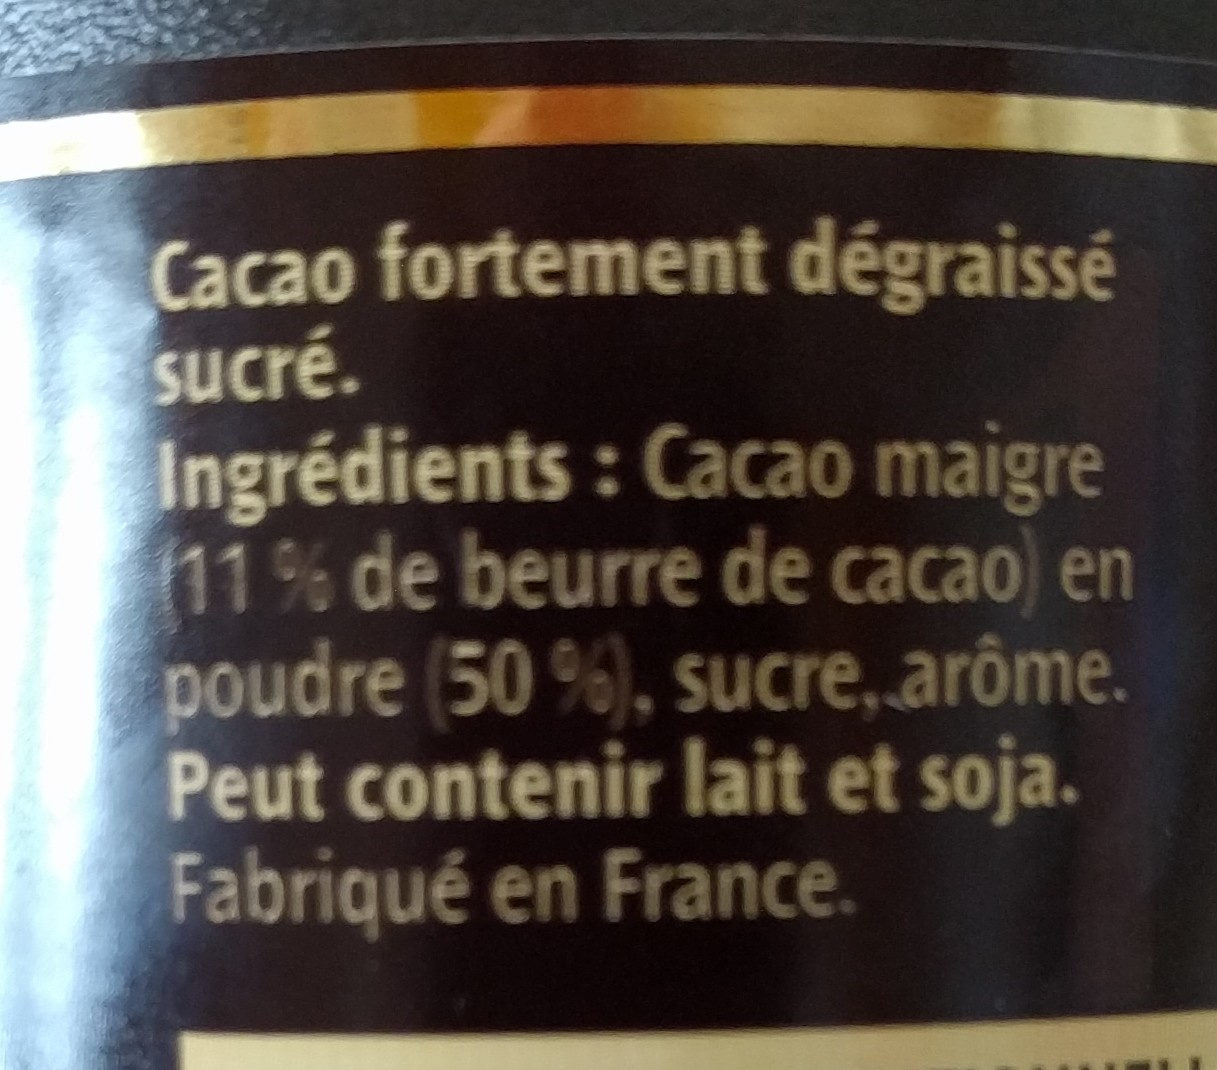 Cacao fortement dégraissé
sucré.
Ingrédients : Cacao maigre
(11 % de beurre de cacao) en
poudre (50 %), sucre, arôme.
Peut contenir lait et soja.
Fabriqué en France.